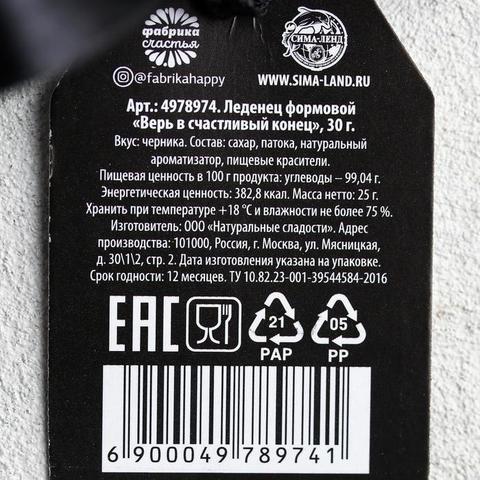 фабрика
счастья
@fabrikahappy
СИМА-ЛЕНД
WWW.SIMA-LAND.RU
Арт.: 4978974. Леденец формовой
«Верь в счастливый конец», 30 г.
Вкус: черника. Состав: сахар, патока, натуральный
ароматизатор, пищевые красители.
Пищевая ценность в 100 г продукта: углеводы – 99,04 г.
Энергетическая ценность: 382,8 ккал. Масса нетто: 25 г.
Хранить при температуре +18 °С и влажности не более 75 %.
Изготовитель: ООО «Натуральные сладости». Адрес
производства: 101000, Россия, г. Москва, ул. Мясницкая,
д. 30\1\2, стр. 2. Дата изготовления указана на упаковке.
Срок годности: 12 месяцев. ТУ 10.82.23-001-39544584-2016
EAC
21
PAP
05
PP
6 900049 789741